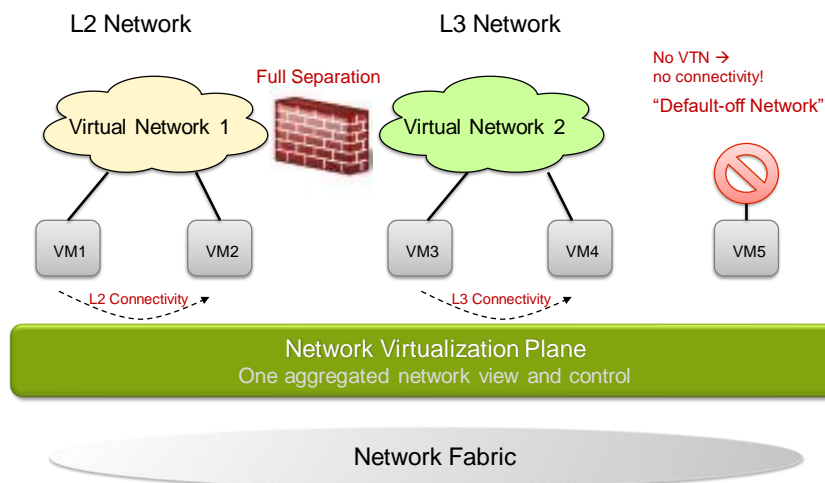 L2 Network
L3 Network
No VTN →
no connectivity!
“Default-off Network”
Full Separation
Virtual Network 1
Virtual Network 2
VM1
VM2
VM3
VM4
VM5
L2 Connectivity
L3 Connectivity
Network Virtualization Plane
One aggregated network view and control
Network Fabric